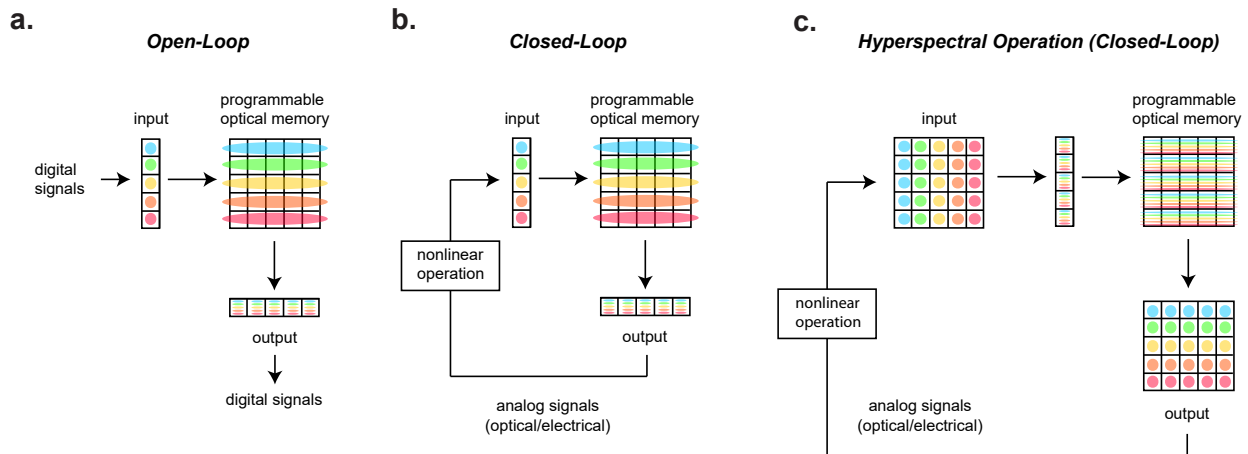 a.
Open-Loop
input
programmable
optical memory
digital
signals
output
digital signals
b.
Closed-Loop
input
programmable
optical memory
nonlinear
operation
output
analog signals
(optical/electrical)
c.
Hyperspectral Operation (Closed-Loop)
input
programmable
optical memory
nonlinear
operation
analog signals
(optical/electrical)
output